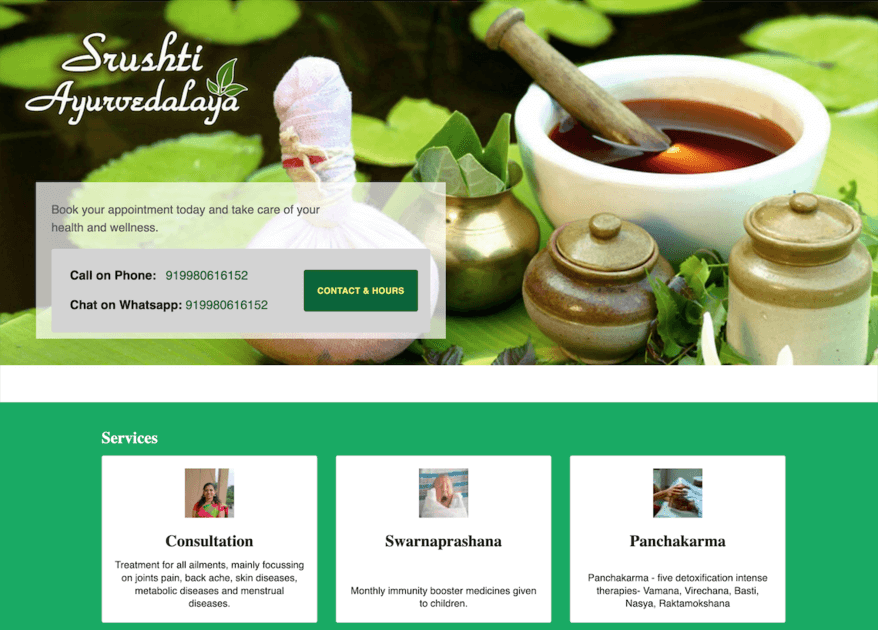 Srushti
Ayurvedalaya
Book your appointment today and take care of your
health and wellness.
Call on Phone: 919980616152
Chat on Whatsapp: 919980616152
CONTACT & HOURS
Services
Consultation
Treatment for all ailments, mainly focussing
on joints pain, back ache, skin diseases,
metabolic diseases and menstrual
diseases.
Swarnaprashana
Monthly immunity booster medicines given
to children.
Panchakarma
Panchakarma - five detoxification intense
therapies- Vamana, Virechana, Basti,
Nasya, Raktamokshana